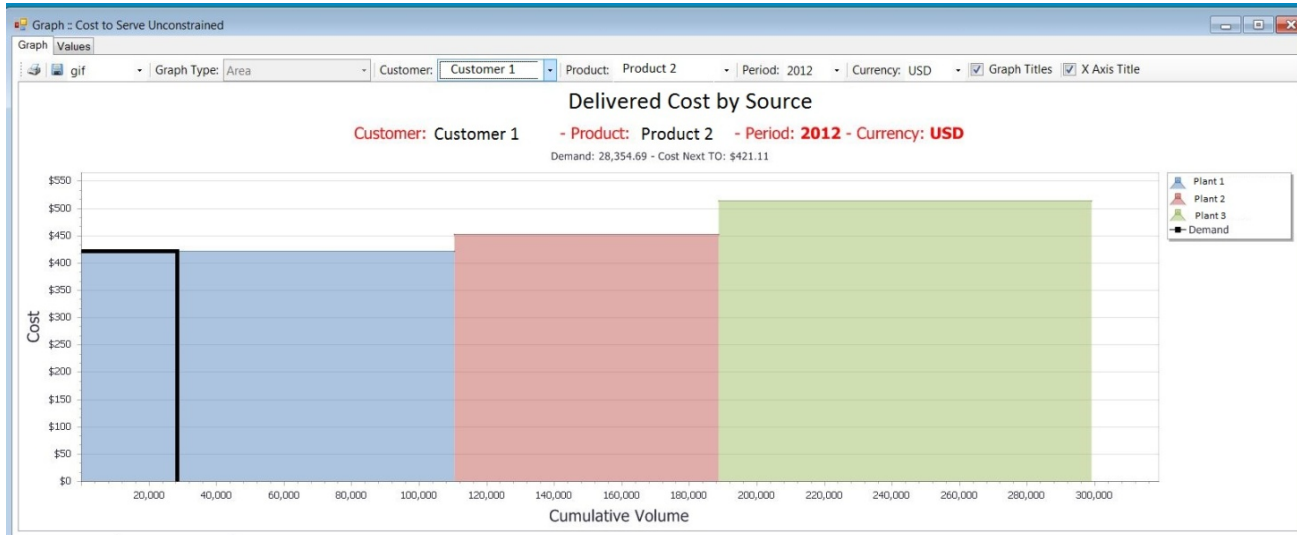 Graph :: Cost to Serve Unconstrained
Graph Values
gif Graph Type: Area Customer: Customer 1 Product: Product 2 Period: 2012 Currency: USD Graph Titles X Axis Title
Delivered Cost by Source
Customer: Customer 1 - Product: Product 2 - Period: 2012 - Currency: USD
Demand: 28,354.69 - Cost Next TO: $421.11
$550
$500
$450
$400
$350
$300
$250
$200
$150
$100
$50
$0
Cost
20,000 40,000 60,000 80,000 100,000 120,000 140,000 160,000 180,000 200,000 220,000 240,000 260,000 280,000 300,000
Cumulative Volume
Plant 1
Plant 2
Plant 3
Demand